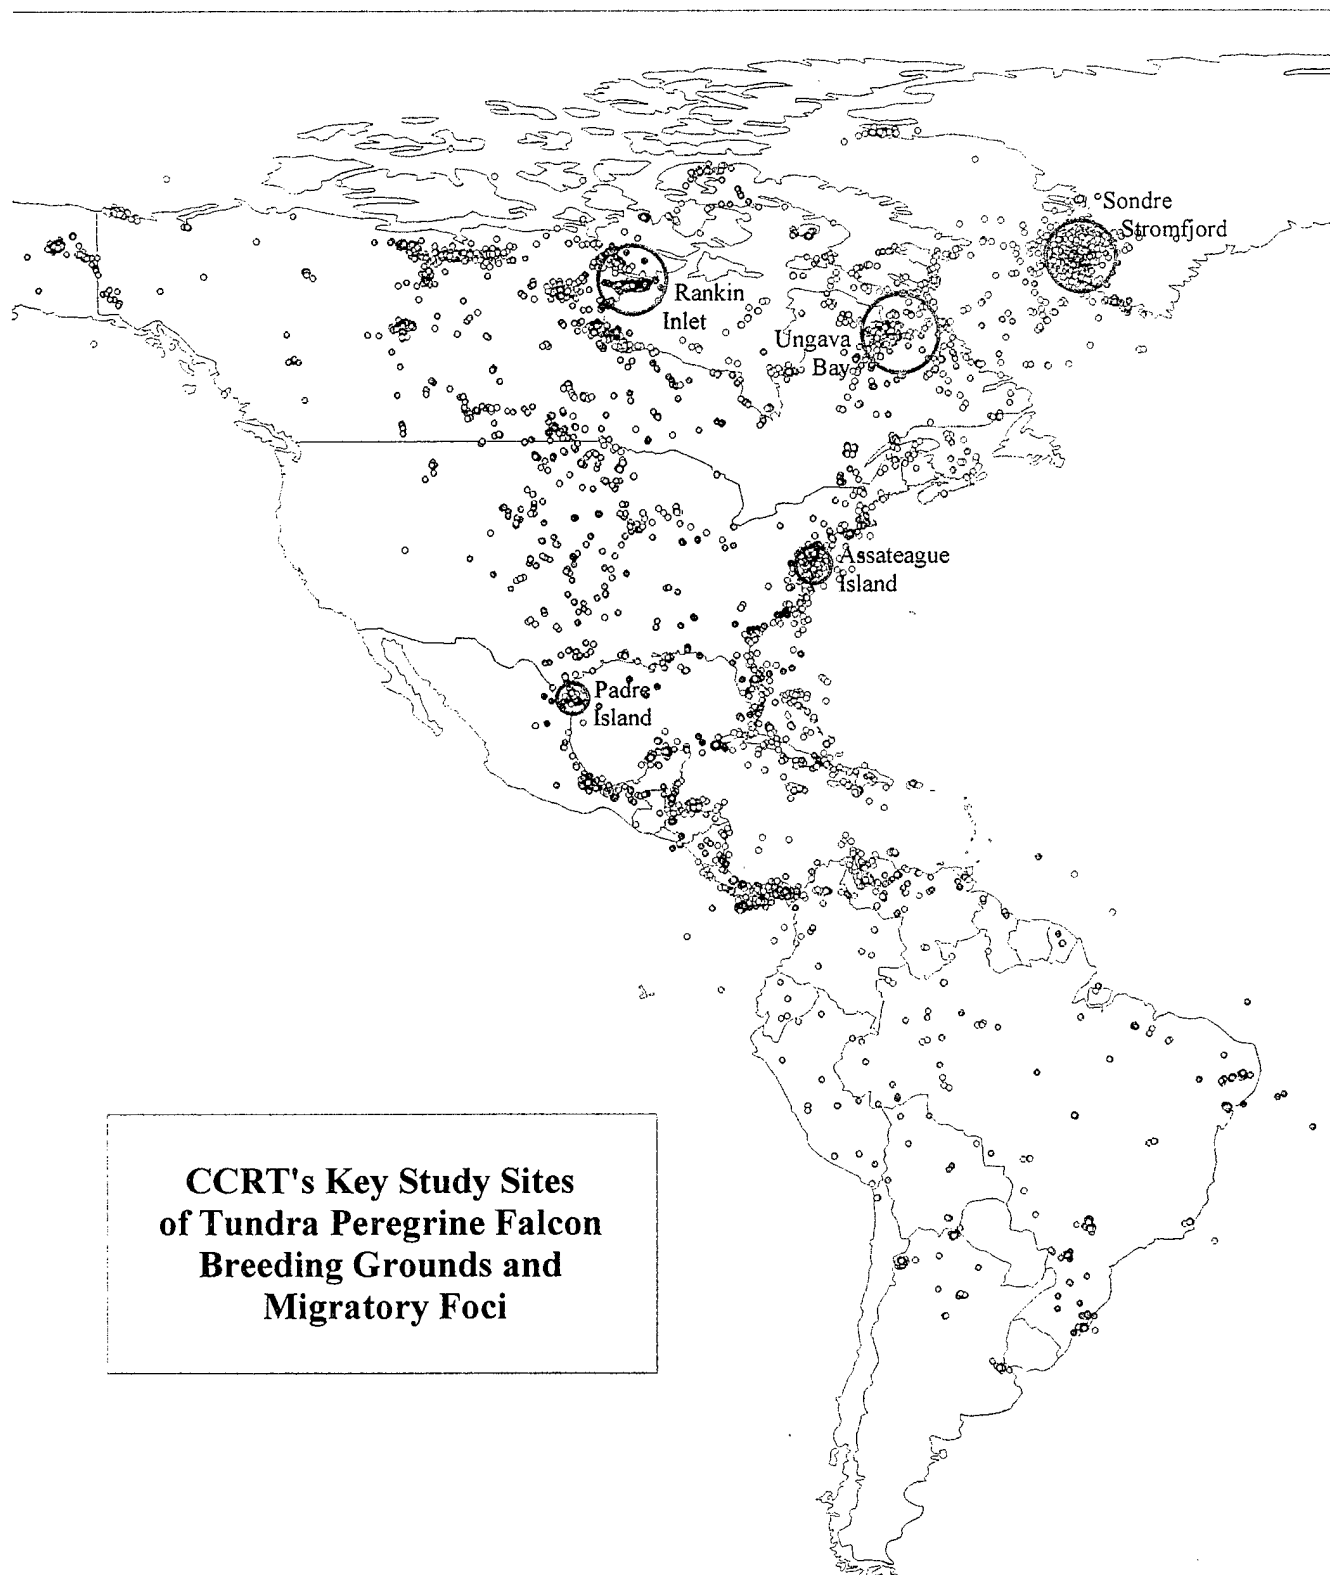 Sondre
Stromfjord
Rankin
Inlet
Ungava
Bay
Assateague
Island
Padre
Island
CCRT's Key Study Sites
of Tundra Peregrine Falcon
Breeding Grounds and
Migratory Foci